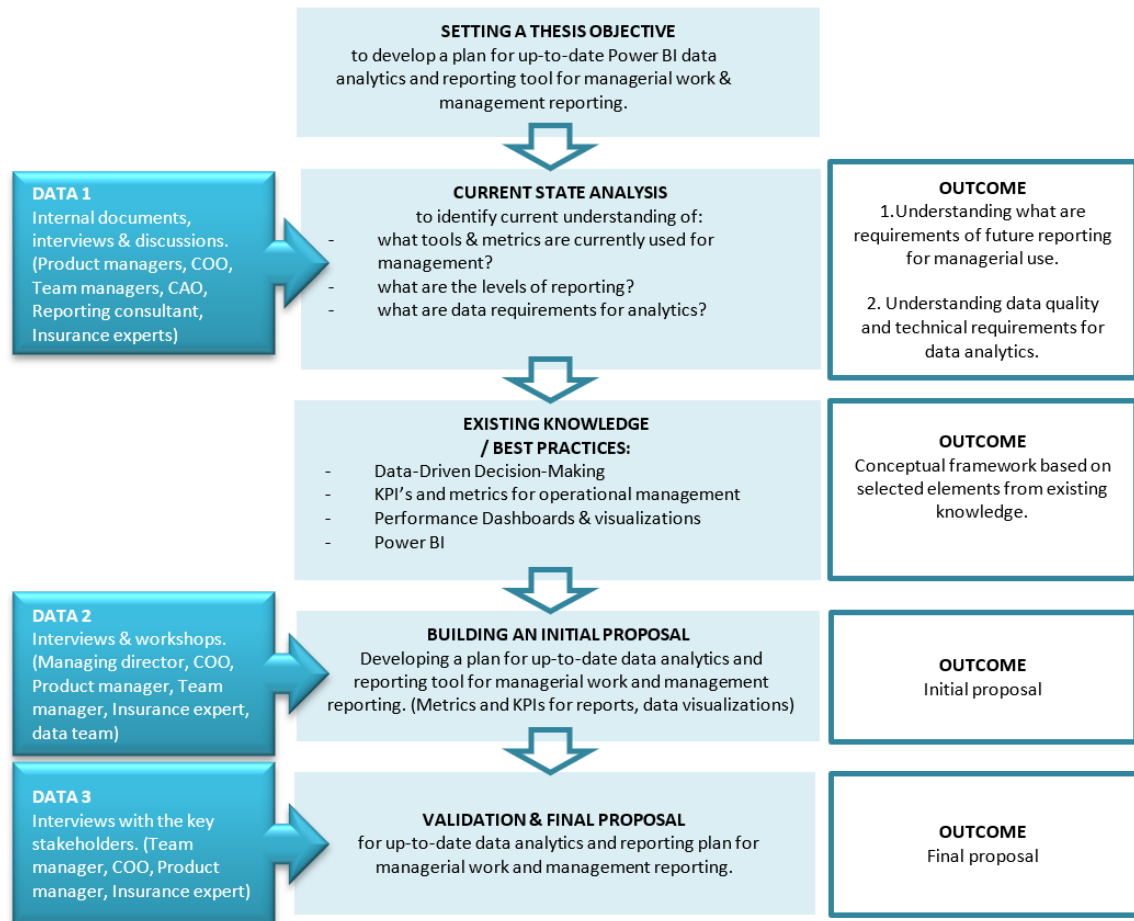 SETTING A THESIS OBJECTIVE
to develop a plan for up-to-date Power BI data
analytics and reporting tool for managerial work &
management reporting.
DATA 1
Internal documents,
interviews & discussions.
(Product managers, COO,
Team managers, CAO,
Reporting consultant,
Insurance experts)
CURRENT STATE ANALYSIS
to identify current understanding of:
- what tools & metrics are currently used for
management?
- what are the levels of reporting?
- what are data requirements for analytics?
OUTCOME
1.Understanding what are
requirements of future reporting
for managerial use.
2. Understanding data quality
and technical requirements for
data analytics.
EXISTING KNOWLEDGE
/ BEST PRACTICES:
- Data-Driven Decision-Making
- KPI's and metrics for operational management
- Performance Dashboards & visualizations
- Power BI
OUTCOME
Conceptual framework based on
selected elements from existing
knowledge.
DATA 2
Interviews & workshops.
(Managing director, COO,
Product manager, Team
manager, Insurance expert,
data team)
BUILDING AN INITIAL PROPOSAL
Developing a plan for up-to-date data analytics and
reporting tool for managerial work and management
reporting. (Metrics and KPIs for reports, data visualizations)
OUTCOME
Initial proposal
DATA 3
Interviews with the key
stakeholders. (Team
manager, COO, Product
manager, Insurance expert)
VALIDATION & FINAL PROPOSAL
for up-to-date data analytics and reporting plan for
managerial work and management reporting.
OUTCOME
Final proposal